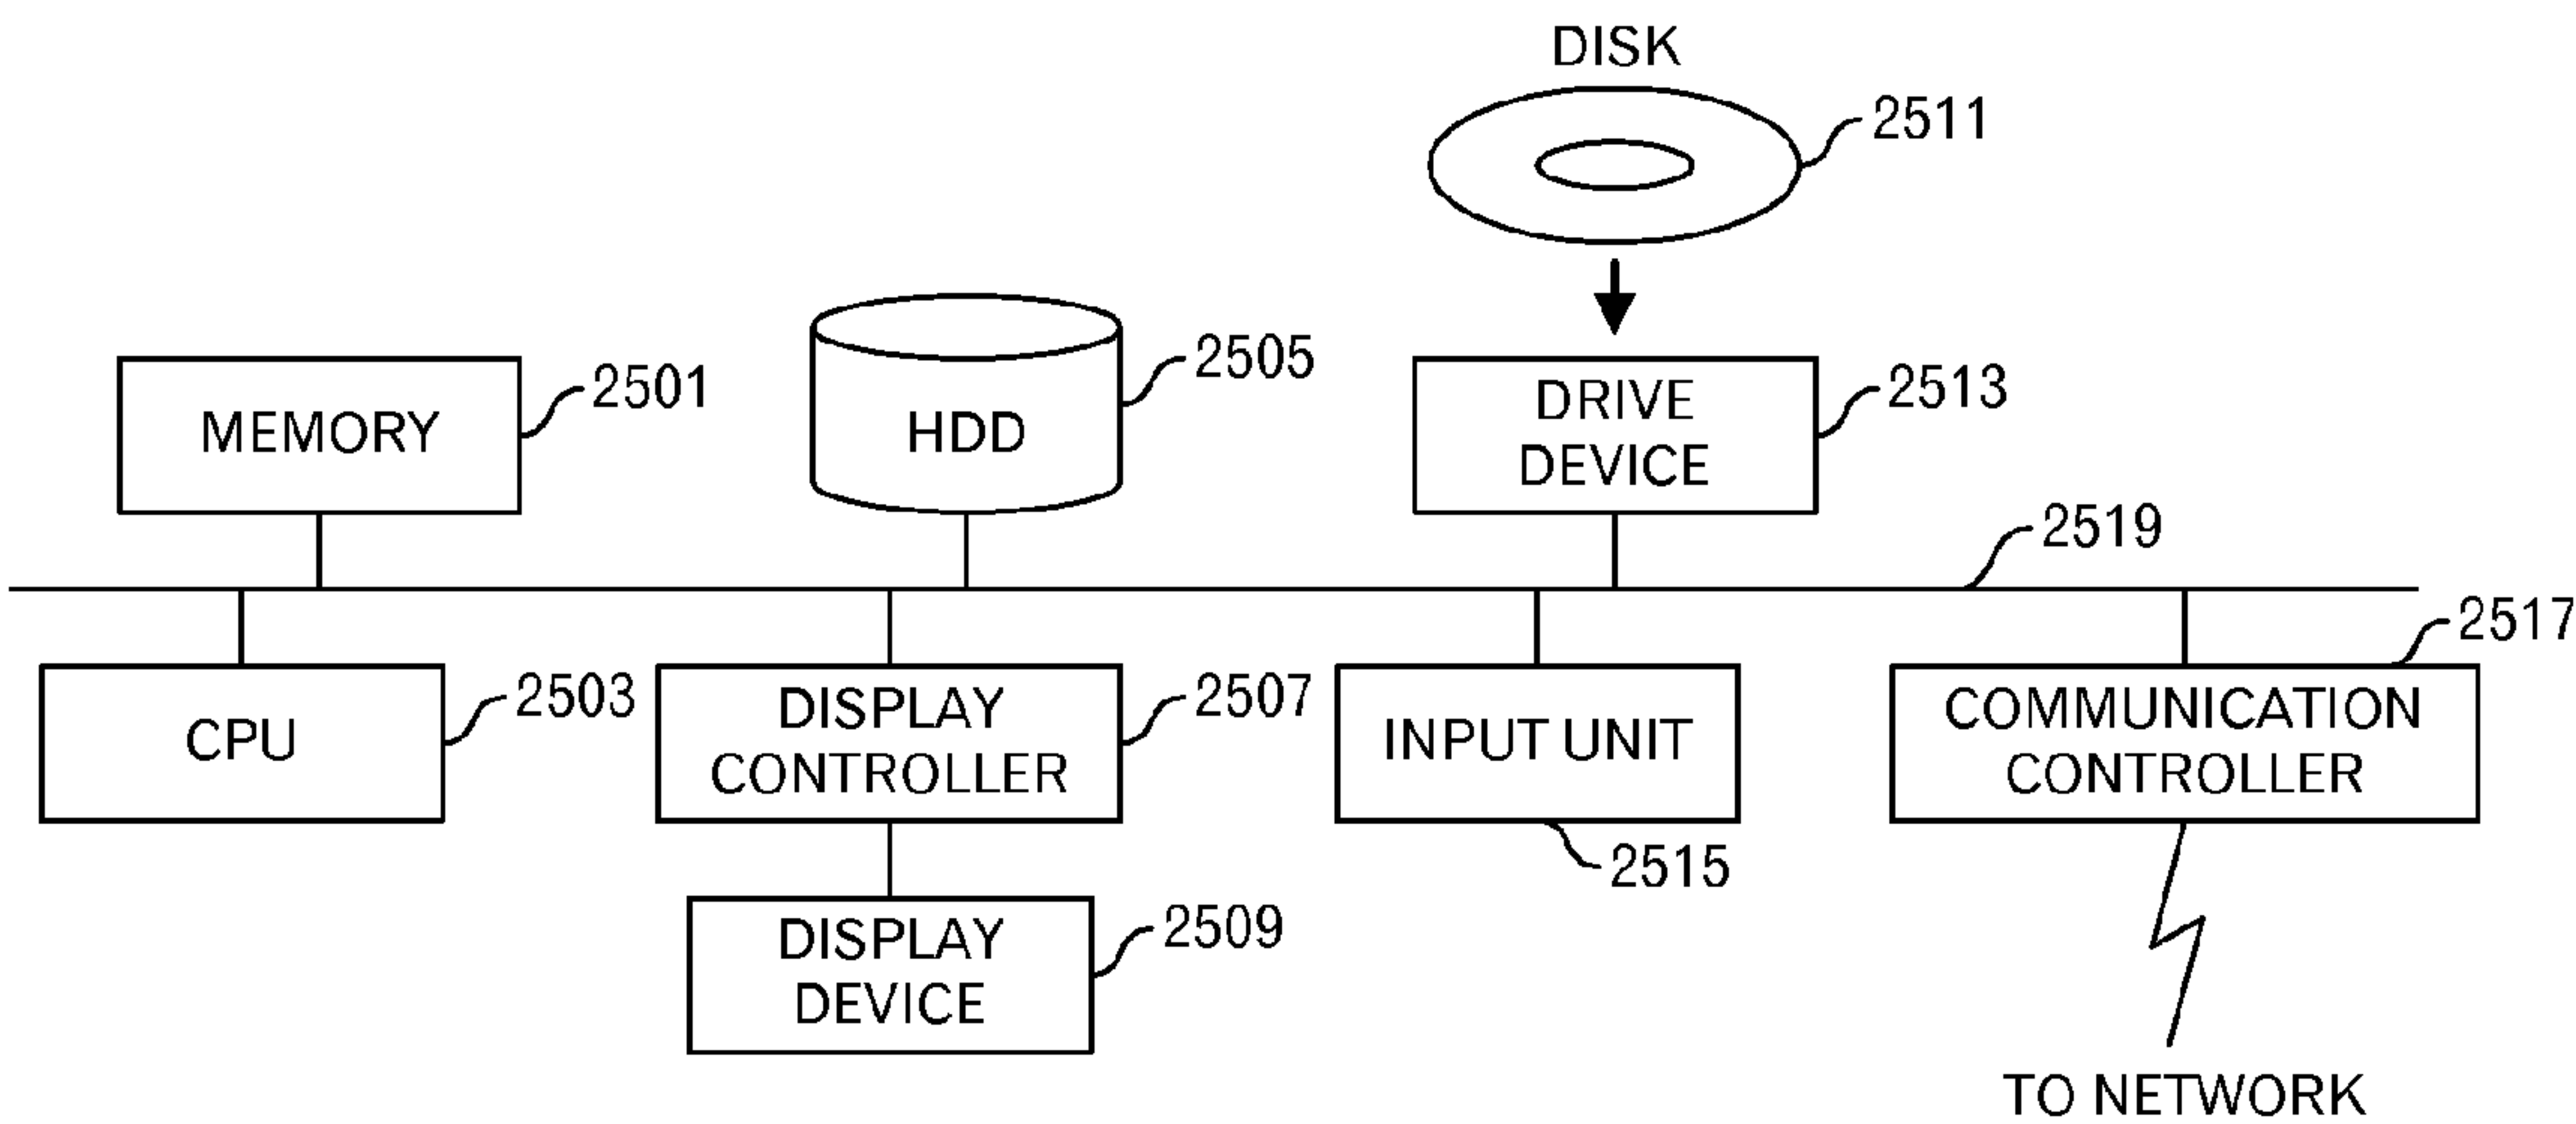 DISK
2511
MEMORY
2501
HDD
2505
DRIVE
DEVICE
2513
2519
CPU
2503
DISPLAY
CONTROLLER
2507
INPUT UNIT
2515
COMMUNICATION
CONTROLLER
2517
DISPLAY
DEVICE
2509
TO NETWORK